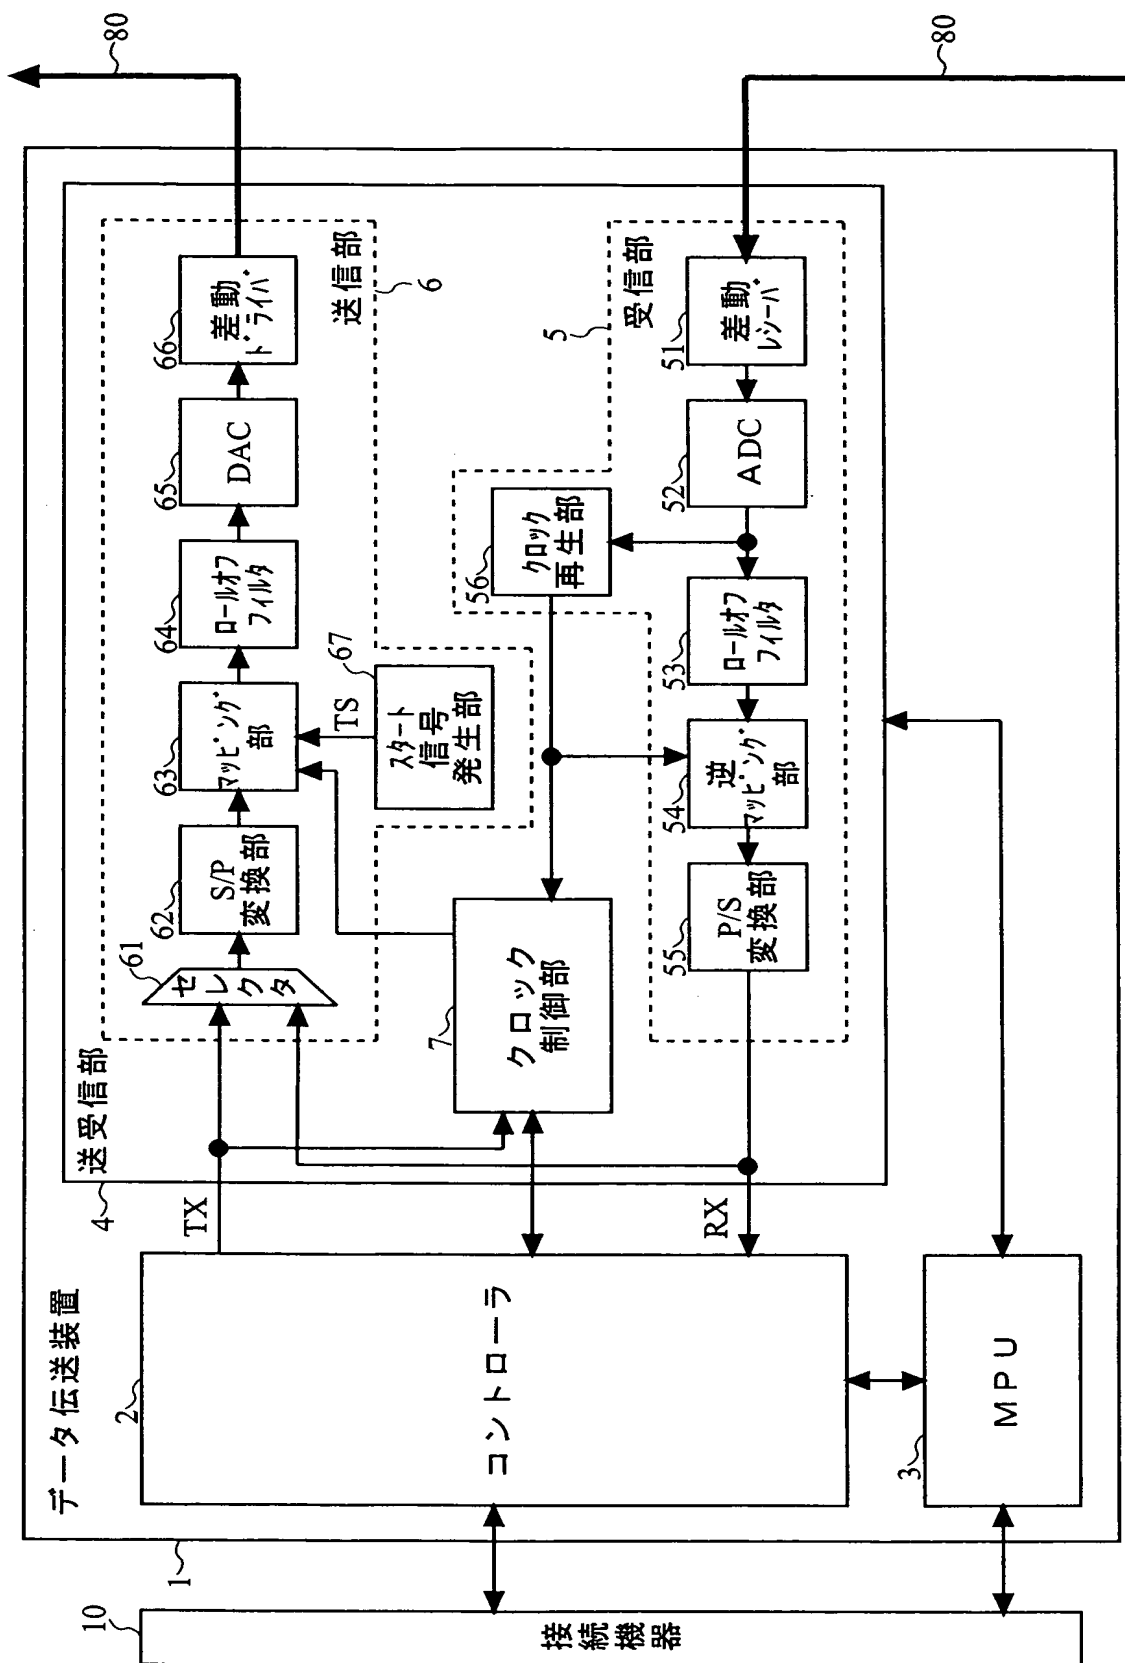 データ伝送装置
1
10
接続機器
2
コントローラ
3
MPU
TX
RX
4
送受信部
6
送信部
61
セレクタ
62
S/P
変換部
63
マッピング
部
64
ロールオフ
フィルタ
65
DAC
66
差動
ドライバ
67
スタート
信号
発生部
TS
7
クロック
制御部
5
受信部
51
差動
レシーバ
52
ADC
53
ロールオフ
フィルタ
54
逆
マッピング部
55
P/S
変換部
56
クロック
再生部
80
80